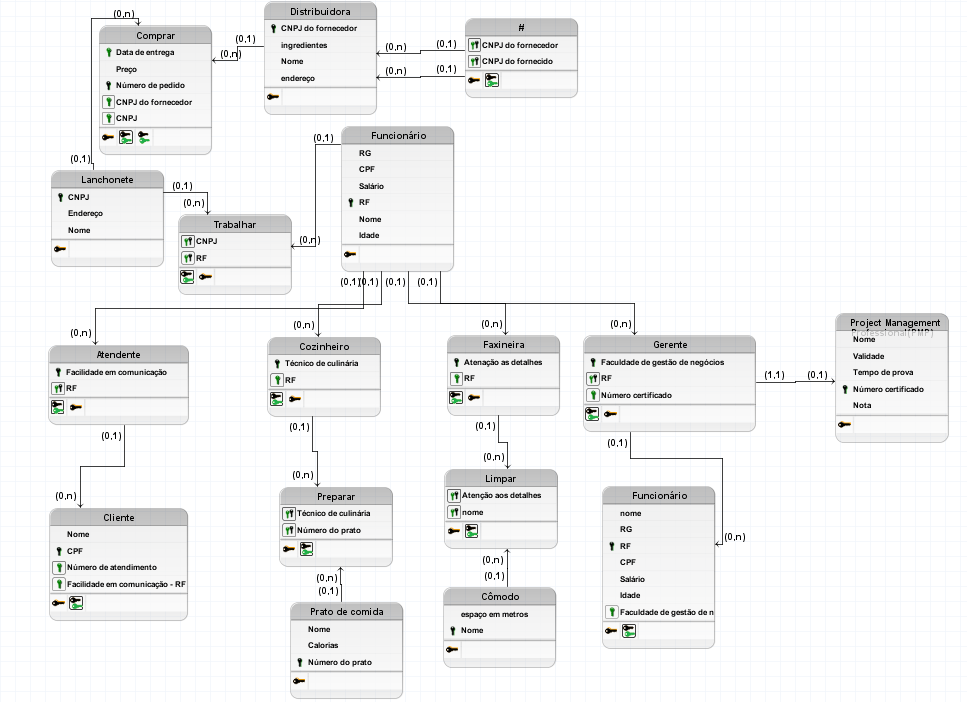 (0,n)
Comprar
Data de entrega
Preço
Número de pedido
CNPJ do fornecedor
CNPJ
(0,1)
(0,n)
Distribuidora
CNPJ do fornecedor
ingredientes
Nome
endereço
(0,n)
(0,1)
(0,n)
(0,1)
#
CNPJ do fornecedor
CNPJ do fornecido
(0,1)
Lanchonete
CNPJ
Endereço
Nome
(0,1)
(0,n)
Trabalhar
CNPJ
RF
(0,1)
(0,n)
Funcionário
RG
CPF
Salário
RF
Nome
Idade
(0,1)
(0,1)
(0,1)
(0,1)
(0,n)
(0,n)
(0,n)
(0,n)
Atendente
Facilidade em comunicação
RF
(0,1)
(0,n)
Cliente
Nome
CPF
Número de atendimento
Facilidade em comunicação - RF
Cozinheiro
Técnico de culinária
RF
(0,1)
(0,n)
Preparar
Técnico de culinária
Número do prato
(0,n)
(0,1)
Prato de comida
Nome
Calorias
Número do prato
Faxineira
Atenação as detalhes
RF
(0,1)
(0,n)
Limpar
Atenção aos detalhes
nome
(0,n)
(0,1)
Cômodo
espaço em metros
Nome
Gerente
Faculdade de gestão de negócios
RF
Número certificado
(1,1)
(0,1)
Project Management
Professional(PMP)
Nome
Validade
Tempo de prova
Número certificado
Nota
(0,1)
(0,n)
Funcionário
nome
RG
RF
CPF
Salário
Idade
Faculdade de gestão de n